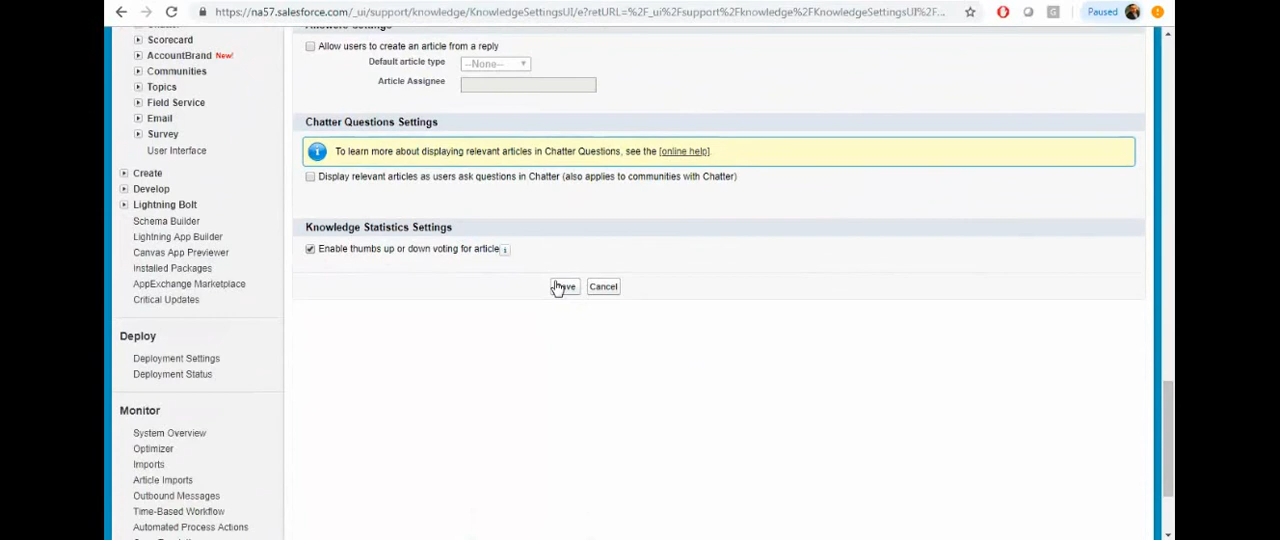 https://na57.salesforce.com/_ui/support/knowledge/KnowledgeSettingsUI/e?retURL=%2F_ui%2Fsupport%2Fknowledge%2FKnowledgeSettingsUI%2F...
Paused
Scorecard
AccountBrand New!
Communities
Topics
Field Service
Email
Survey
User Interface
Create
Develop
Lightning Bolt
Schema Builder
Lightning App Builder
Canvas App Previewer
Installed Packages
AppExchange Marketplace
Critical Updates
Deploy
Deployment Settings
Deployment Status
Monitor
System Overview
Optimizer
Imports
Article Imports
Outbound Messages
Time-Based Workflow
Automated Process Actions
Allow users to create an article from a reply
Default article type --None--
Article Assignee
Chatter Questions Settings
To learn more about displaying relevant articles in Chatter Questions, see the [online help].
Display relevant articles as users ask questions in Chatter (also applies to communities with Chatter)
Knowledge Statistics Settings
Enable thumbs up or down voting for article
Cancel